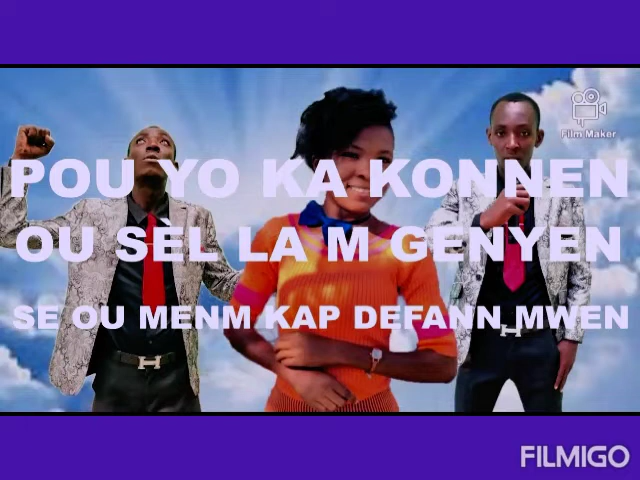 Film Maker
POU YO KA KONNEN
OU SEL LA M GENYEN
SE OU MENM KAP DEFANN MWEN
FILMIGO